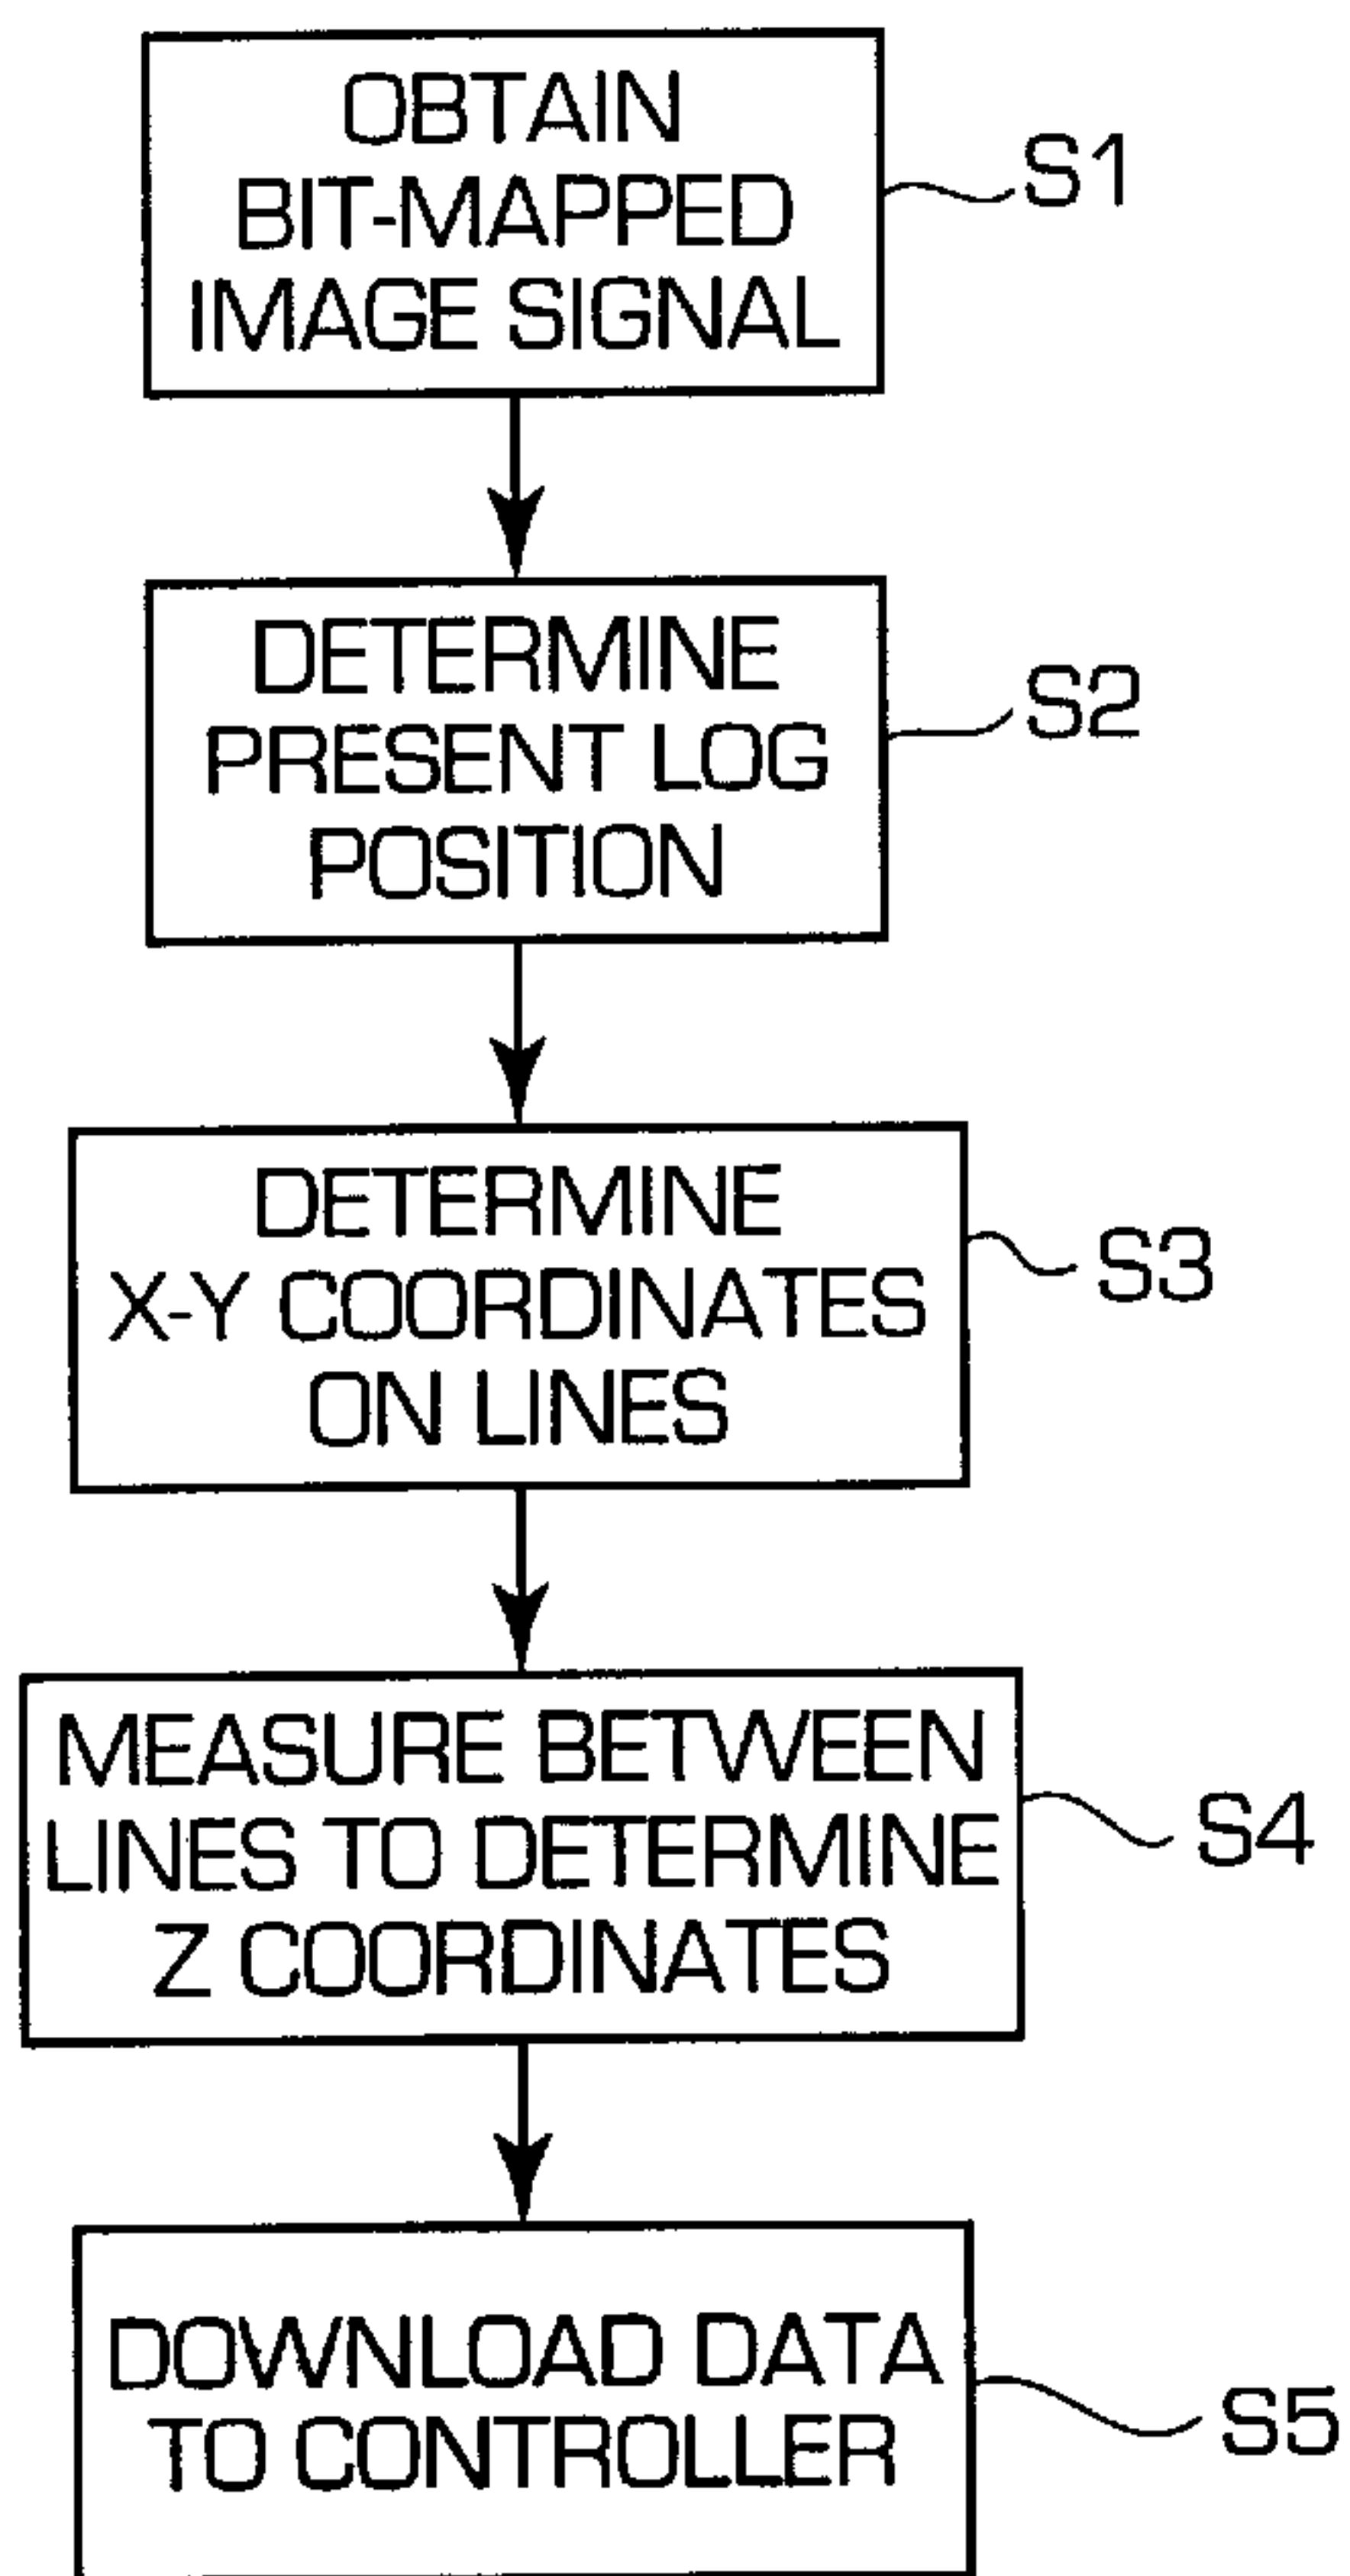 OBTAIN
BIT-MAPPED
IMAGE SIGNAL
S1
DETERMINE
PRESENT LOG
POSITION
S2
DETERMINE
X-Y COORDINATES
ON LINES
S3
MEASURE BETWEEN
LINES TO DETERMINE
Z COORDINATES
S4
DOWNLOAD DATA
TO CONTROLLER
S5